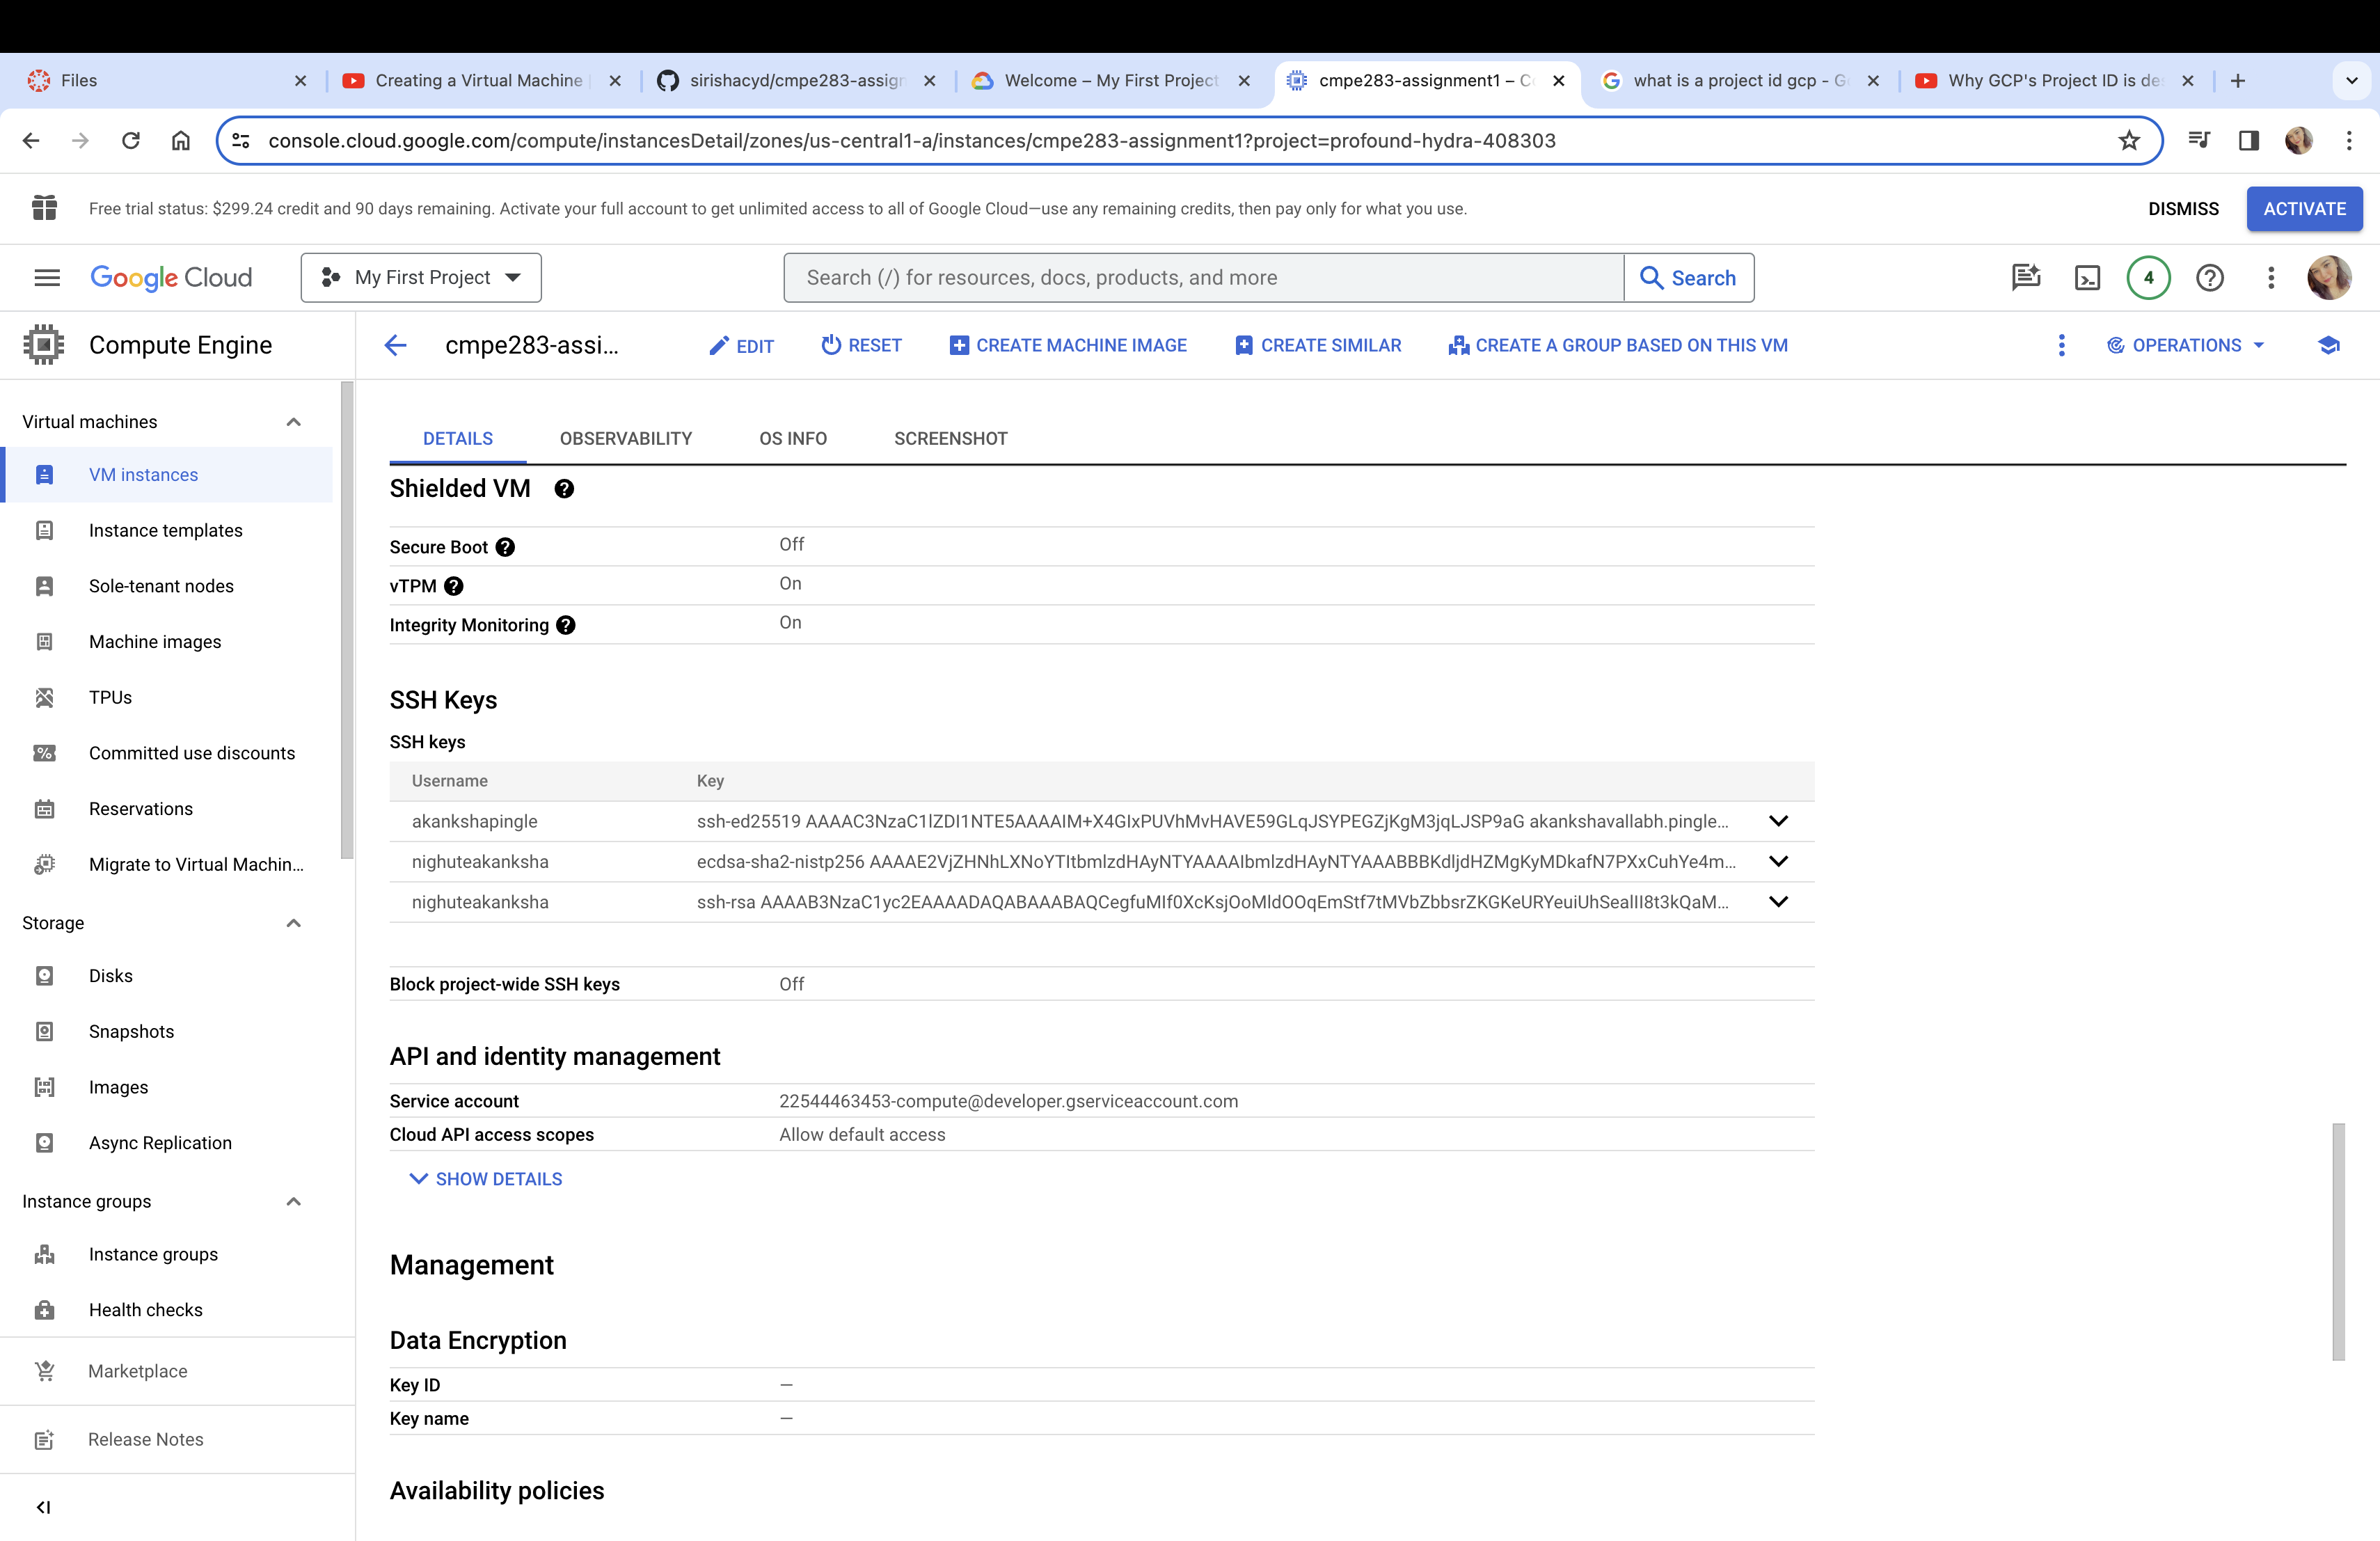 Files
Creating a Virtual Machine
sirishacyd/cmpe283-assign
Welcome – My First Project
cmpe283-assignment1 – C
what is a project id gcp - G
Why GCP's Project ID is de
console.cloud.google.com/compute/instancesDetail/zones/us-central1-a/instances/cmpe283-assignment1?project=profound-hydra-408303
Free trial status: $299.24 credit and 90 days remaining. Activate your full account to get unlimited access to all of Google Cloud—use any remaining credits, then pay only for what you use.
DISMISS
ACTIVATE
Google Cloud
My First Project
Search (/) for resources, docs, products, and more
Search
4
Compute Engine
cmpe283-assi...
EDIT
RESET
CREATE MACHINE IMAGE
CREATE SIMILAR
CREATE A GROUP BASED ON THIS VM
OPERATIONS
Virtual machines
VM instances
Instance templates
Sole-tenant nodes
Machine images
TPUs
Committed use discounts
Reservations
Migrate to Virtual Machin...
Storage
Disks
Snapshots
Images
Async Replication
Instance groups
Instance groups
Health checks
Marketplace
Release Notes
DETAILS
OBSERVABILITY
OS INFO
SCREENSHOT
Shielded VM
Secure Boot Off
vTPM On
Integrity Monitoring On
SSH Keys
SSH keys
Username Key
akankshapingle ssh-ed25519 AAAAC3NzaC1lZDI1NTE5AAAAIM+X4GIxPUVhMvHAVE59GLqJSYPEGZjKgM3jqLJSP9aG akankshavallabh.pingle...
nighuteakanksha ecdsa-sha2-nistp256 AAAAE2VjZHNhLXNoYTItbmlzdHAyNTYAAAAIbmlzdHAyNTYAAABBBKdljdHZMgKyMDkafN7PXxCuhYe4m...
nighuteakanksha ssh-rsa AAAAB3NzaC1yc2EAAAADAQABAAABAQCegfuMIf0XcKsjOoMldOOqEmStf7tMVbZbbsrZKGKeURYeuiUhSealII8t3kQaM...
Block project-wide SSH keys Off
API and identity management
Service account 22544463453-compute@developer.gserviceaccount.com
Cloud API access scopes Allow default access
SHOW DETAILS
Management
Data Encryption
Key ID —
Key name —
Availability policies